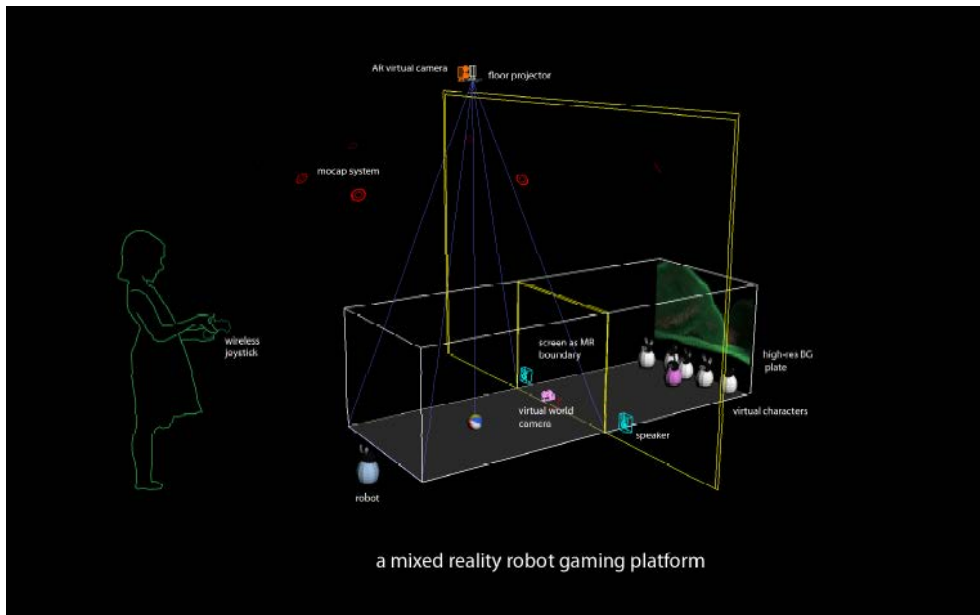 AR virtual camera
floor projector
mocap system
wireless
joystick
screen as MR
boundary
high-res BG
plate
virtual world
camera
virtual characters
speaker
robot
a mixed reality robot gaming platform